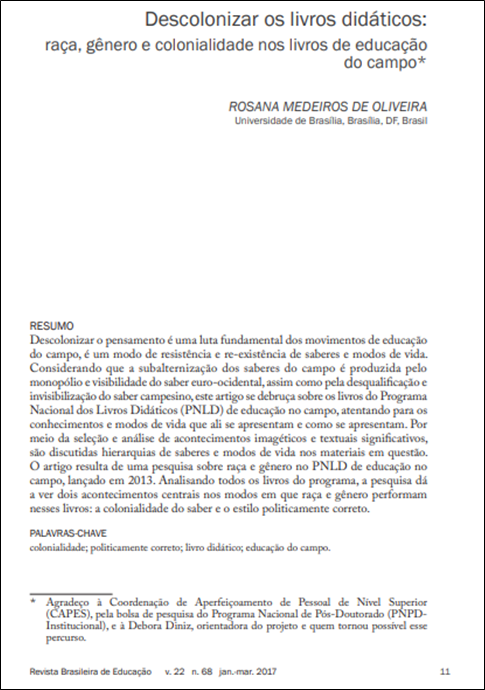 Descolonizar os livros didáticos:
raça, gênero e colonialidade nos livros de educação
do campo*
ROSANA MEDEIROS DE OLIVEIRA
Universidade de Brasília, Brasília, DF, Brasil
RESUMO
Descolonizar o pensamento é uma luta fundamental dos movimentos de educação
do campo, é um modo de resistência e re-existência de saberes e modos de vida.
Considerando que a subalternização dos saberes do campo é produzida pelo
monopólio e visibilidade do saber euro-ocidental, assim como pela desqualificação e
invisibilização do saber campesino, este artigo se debruça sobre os livros do Programa
Nacional dos Livros Didáticos (PNLD) de educação no campo, atentando para os
conhecimentos e modos de vida que ali se apresentam e como se apresentam. Por
meio da seleção e análise de acontecimentos imagéticos e textuais significativos,
são discutidas hierarquias de saberes e modos de vida nos materiais em questão.
O artigo resulta de uma pesquisa sobre raça e gênero no PNLD de educação no
campo, lançado em 2013. Analisando todos os livros do programa, a pesquisa dá
a ver dois acontecimentos centrais nos modos em que raça e gênero performam
nesses livros: a colonialidade do saber e o estilo politicamente correto.
PALAVRAS-CHAVE
colonialidade; politicamente correto; livro didático; educação do campo.
* Agradeço à Coordenação de Aperfeiçoamento de Pessoal de Nível Superior
(CAPES), pela bolsa de pesquisa do Programa Nacional de Pós-Doutorado (PNPD-
Institucional), e à Debora Diniz, orientadora do projeto e quem tornou possível esse
percurso.
Revista Brasileira de Educação v. 22 n. 68 jan.-mar. 2017 11